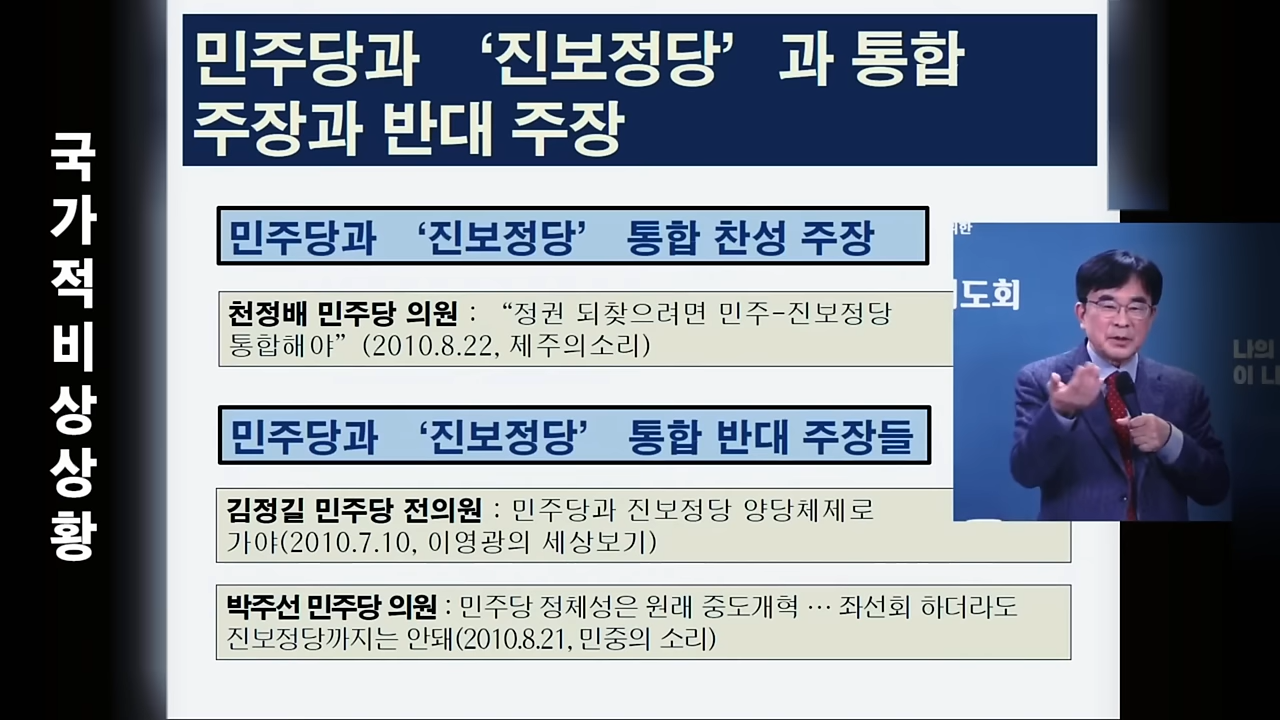 국가적비상상황
민주당과 ‘진보정당’ 과 통합
주장과 반대 주장
민주당과 ‘진보정당’ 통합 찬성 주장
천정배 민주당 의원 : “정권 되찾으려면 민주-진보정당
통합해야” (2010.8.22, 제주의소리)
민주당과 ‘진보정당’ 통합 반대 주장들
김정길 민주당 전의원 : 민주당과 진보정당 양당체제로
가야(2010.7.10, 이영광의 세상보기)
박주선 민주당 의원 : 민주당 정체성은 원래 중도개혁 … 좌선회 하더라도
진보정당까지는 안돼(2010.8.21, 민중의 소리)
도회
나의
이 나